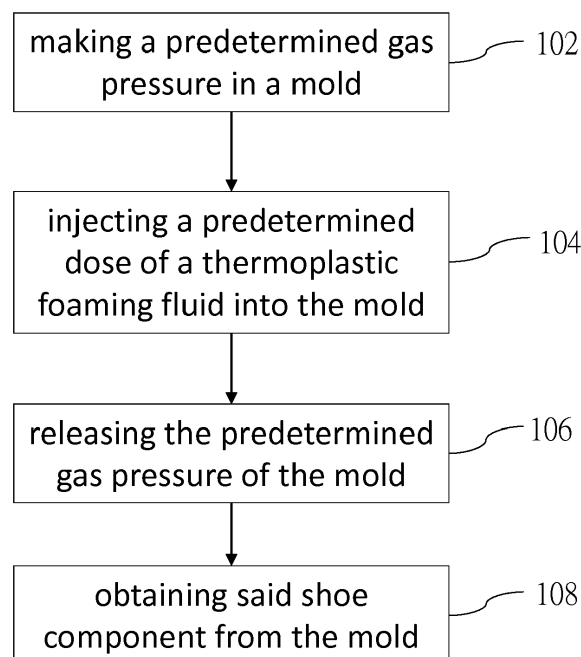 making a predetermined gas
pressure in a mold
102
injecting a predetermined
dose of a thermoplastic
foaming fluid into the mold
104
releasing the predetermined
gas pressure of the mold
106
obtaining said shoe
component from the mold
108